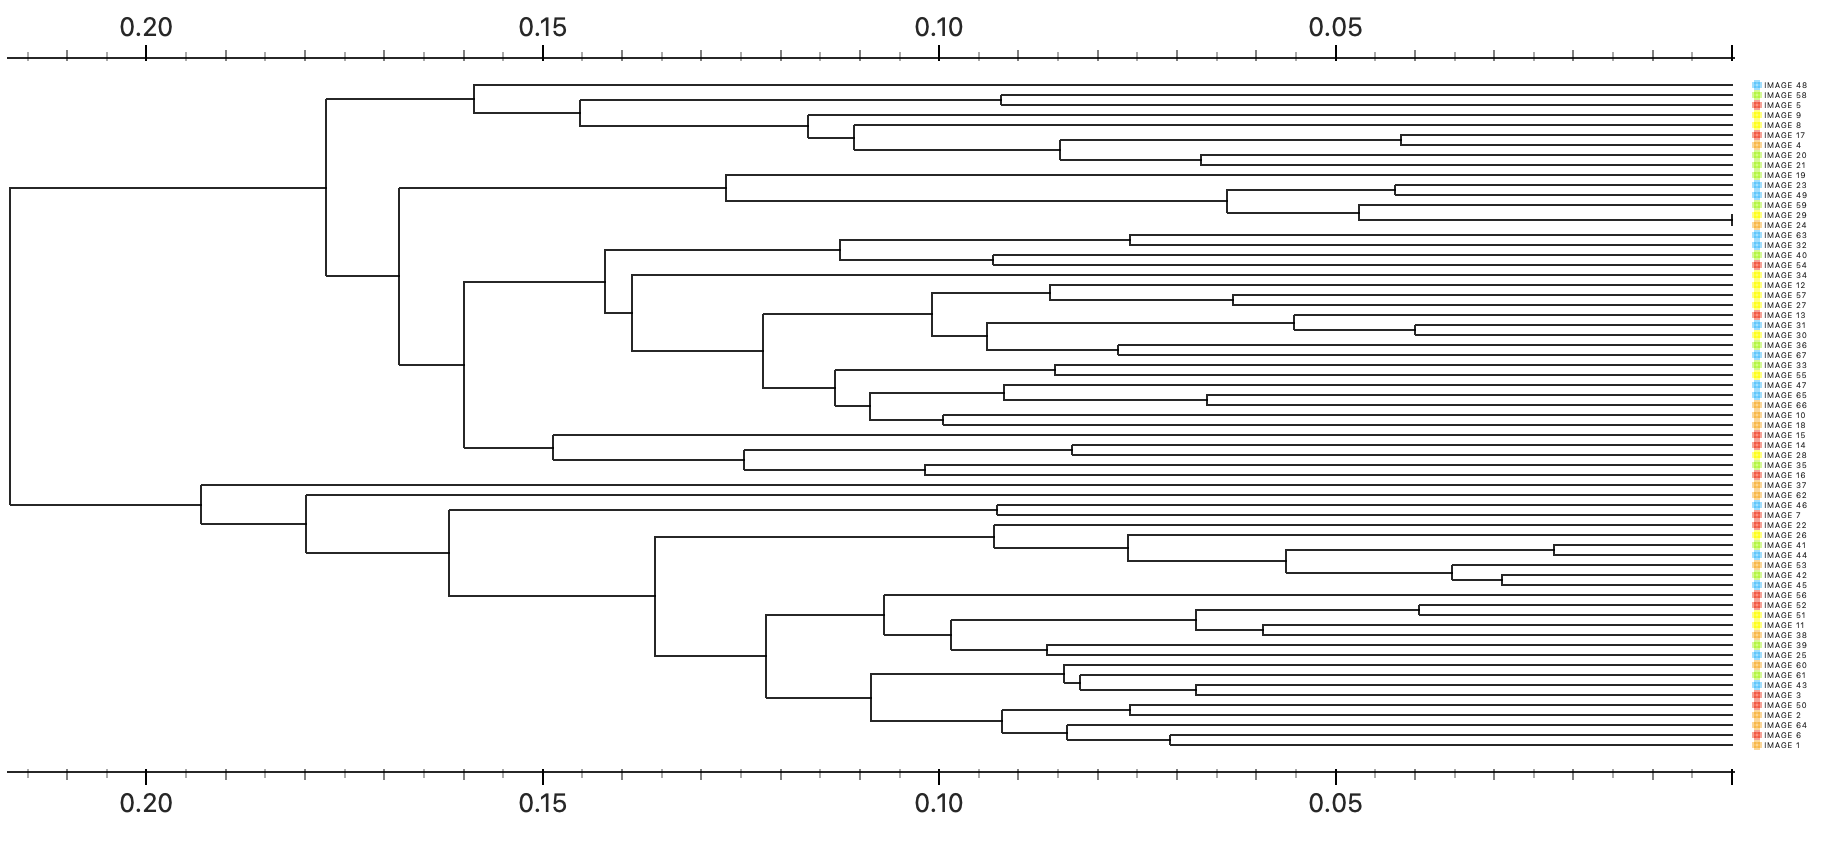 0.20 0.15 0.10 0.05
IMAGE 48
IMAGE 58
IMAGE 5
IMAGE 9
IMAGE 8
IMAGE 17
IMAGE 4
IMAGE 20
IMAGE 21
IMAGE 19
IMAGE 23
IMAGE 49
IMAGE 59
IMAGE 29
IMAGE 24
IMAGE 63
IMAGE 32
IMAGE 40
IMAGE 54
IMAGE 34
IMAGE 12
IMAGE 57
IMAGE 27
IMAGE 13
IMAGE 31
IMAGE 30
IMAGE 36
IMAGE 67
IMAGE 33
IMAGE 55
IMAGE 47
IMAGE 65
IMAGE 66
IMAGE 10
IMAGE 18
IMAGE 15
IMAGE 14
IMAGE 28
IMAGE 35
IMAGE 16
IMAGE 37
IMAGE 62
IMAGE 46
IMAGE 7
IMAGE 22
IMAGE 26
IMAGE 41
IMAGE 44
IMAGE 53
IMAGE 42
IMAGE 45
IMAGE 56
IMAGE 52
IMAGE 51
IMAGE 11
IMAGE 38
IMAGE 39
IMAGE 25
IMAGE 60
IMAGE 61
IMAGE 43
IMAGE 3
IMAGE 50
IMAGE 2
IMAGE 64
IMAGE 6
IMAGE 1
0.20 0.15 0.10 0.05